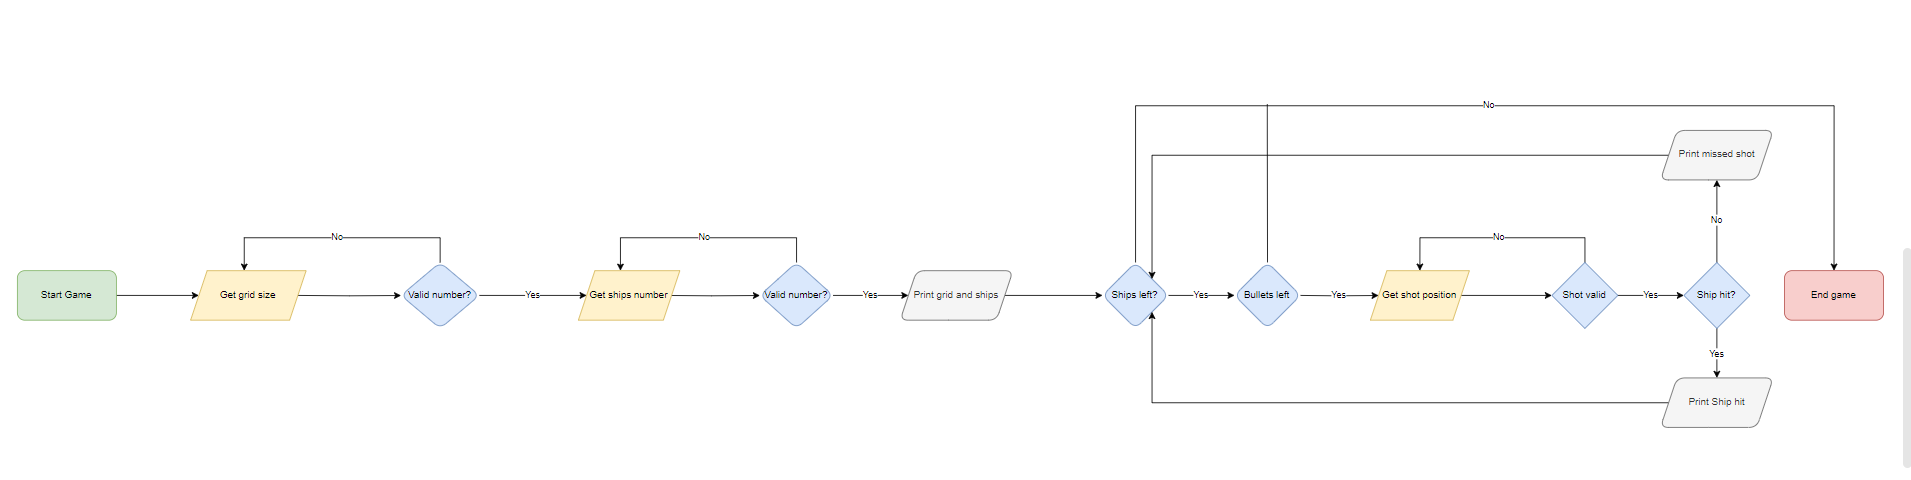 No
Print missed shot
No
No
No
No
Start Game
Get grid size
Valid number?
Yes
Get ships number
Valid number?
Yes
Print grid and ships
Ships left?
Yes
Bullets left
Yes
Get shot position
Shot valid
Yes
Ship hit?
End game
Yes
Print Ship hit